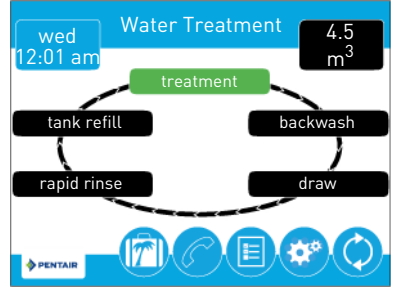 wed
12:01 am
Water Treatment
4.5
m³
treatment
tank refill
backwash
rapid rinse
draw
PENTAIR